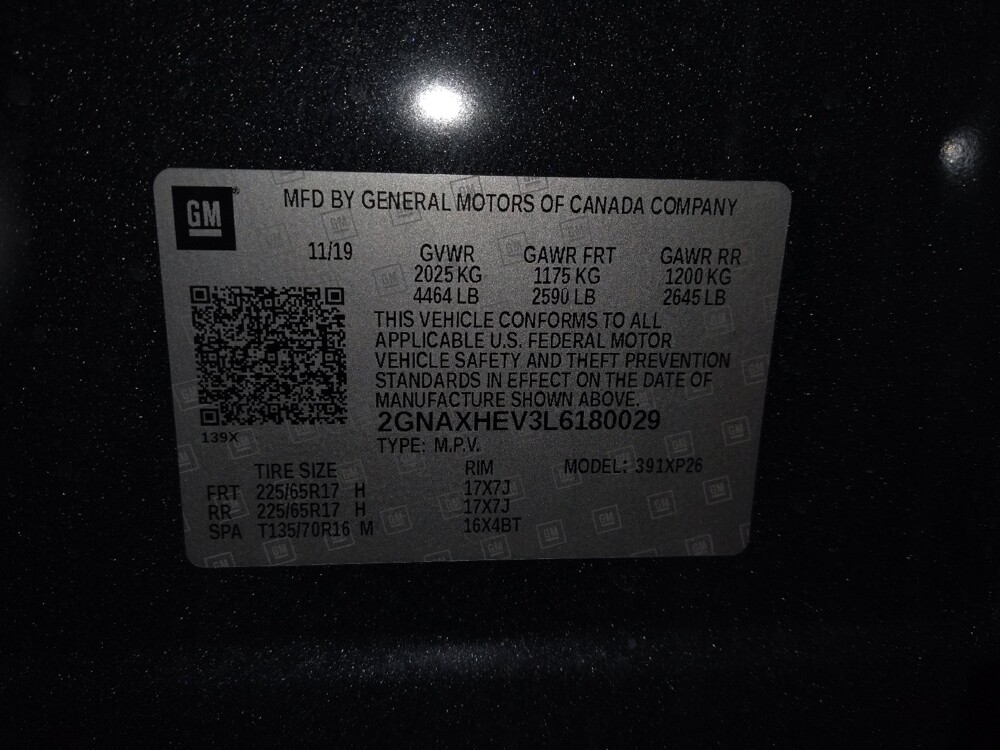 GM
MFD BY GENERAL MOTORS OF CANADA COMPANY
11/19 GVWR GAWR FRT GAWR RR
2025 KG 1175 KG 1200 KG
4464 LB 2590 LB 2645 LB
THIS VEHICLE CONFORMS TO ALL
APPLICABLE U.S. FEDERAL MOTOR
VEHICLE SAFETY AND THEFT PREVENTION
STANDARDS IN EFFECT ON THE DATE OF
MANUFACTURE SHOWN ABOVE.
2GNAXHEV3L6180029
139X
TYPE: M.P.V.
TIRE SIZE RIM MODEL: 391XP26
FRT 225/65R17 H 17X7J
RR 225/65R17 H 17X7J
SPA T135/70R16 M 16X4BT